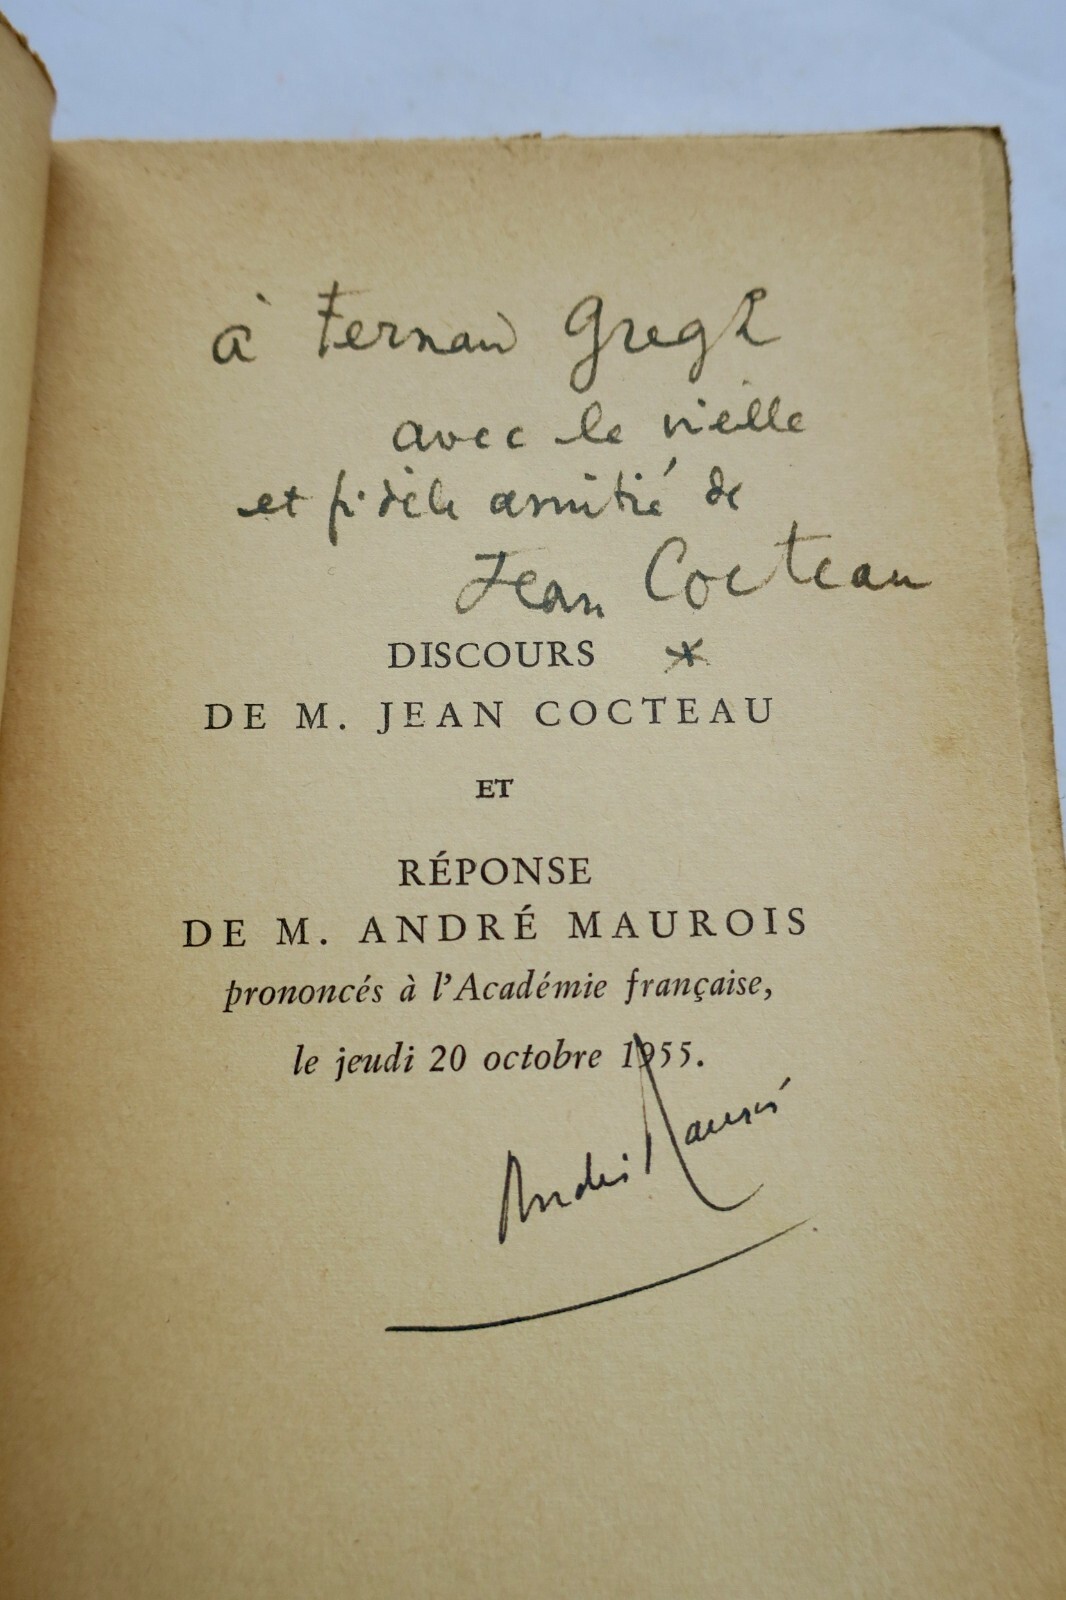 à Fernand Gregh
avec le vieille
et fidèle amitié de
Jean Cocteau
*
DISCOURS
DE M. JEAN COCTEAU
ET
RÉPONSE
DE M. ANDRÉ MAUROIS
prononcés à l'Académie française,
le jeudi 20 octobre 1955.
André Maurois